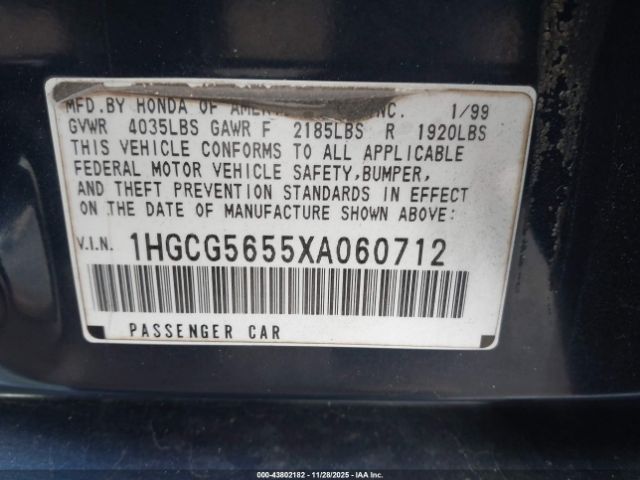 MFD.BY HONDA OF INC. 1/99
GVWR 4035LBS GAWR F 2185LBS R 1920LBS
THIS VEHICLE CONFORMS TO ALL APPLICABLE
FEDERAL MOTOR VEHICLE SAFETY,BUMPER,
AND THEFT PREVENTION STANDARDS IN EFFECT
ON THE DATE OF MANUFACTURE SHOWN ABOVE:
V.I.N. 1HGCG5655XA060712
PASSENGER CAR
000-43802182 - 11/28/2025 - IAA Inc.